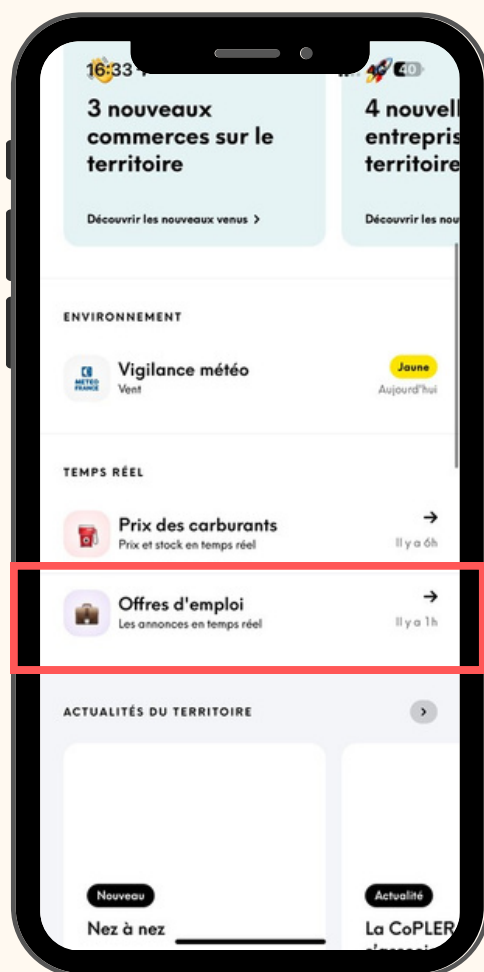 16:33
40
3 nouveaux
commerces sur le
territoire
Découvrir les nouveaux venus >
4 nouvell
entrepris
territoire
Découvrir les nou
ENVIRONNEMENT
METEO
FRANCE
Vigilance météo
Vent
Jaune
Aujourd'hui
TEMPS RÉEL
Prix des carburants
Prix et stock en temps réel
Il y a 6h
Offres d'emploi
Les annonces en temps réel
Il y a 1h
ACTUALITÉS DU TERRITOIRE
Nouveau
Nez à nez
Actualité
La CoPLER